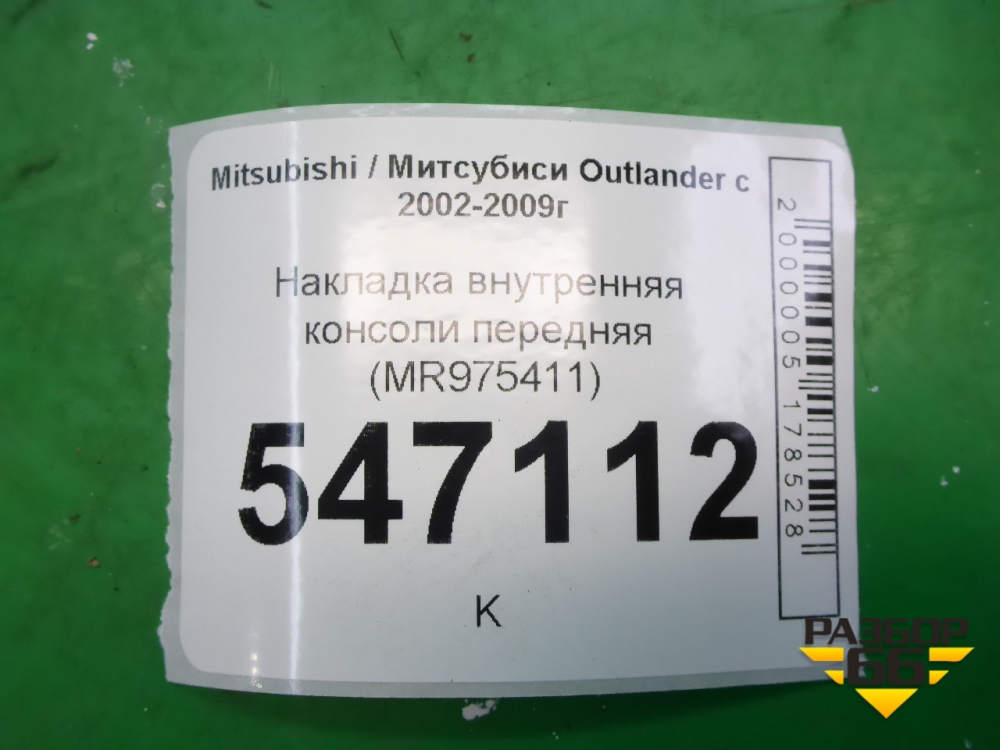 Mitsubishi / Митсубиси Outlander с
2002-2009г
Накладка внутренняя
консоли передняя
(MR975411)
547112
К
2000005178528
РАЗБОР
66